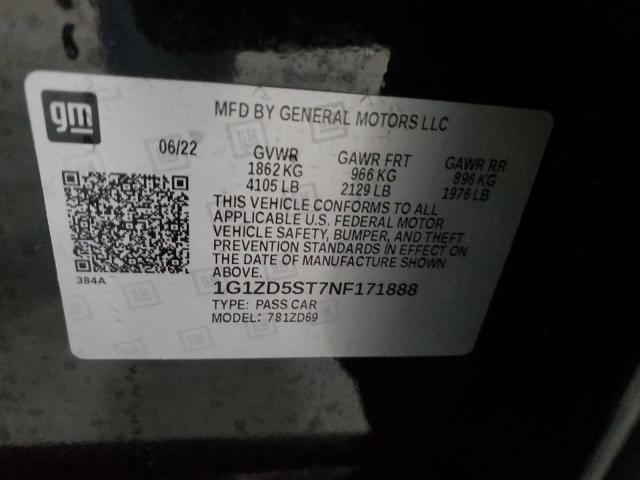 gm
MFD BY GENERAL MOTORS LLC
06/22
GVWR GAWR FRT GAWR RR
1862 KG 966 KG 896 KG
4105 LB 2129 LB 1976 LB
THIS VEHICLE CONFORMS TO ALL
APPLICABLE U.S. FEDERAL MOTOR
VEHICLE SAFETY, BUMPER, AND THEFT
PREVENTION STANDARDS IN EFFECT ON
THE DATE OF MANUFACTURE SHOWN
ABOVE.
384A
1G1ZD5ST7NF171888
TYPE: PASS CAR
MODEL: 781ZD69